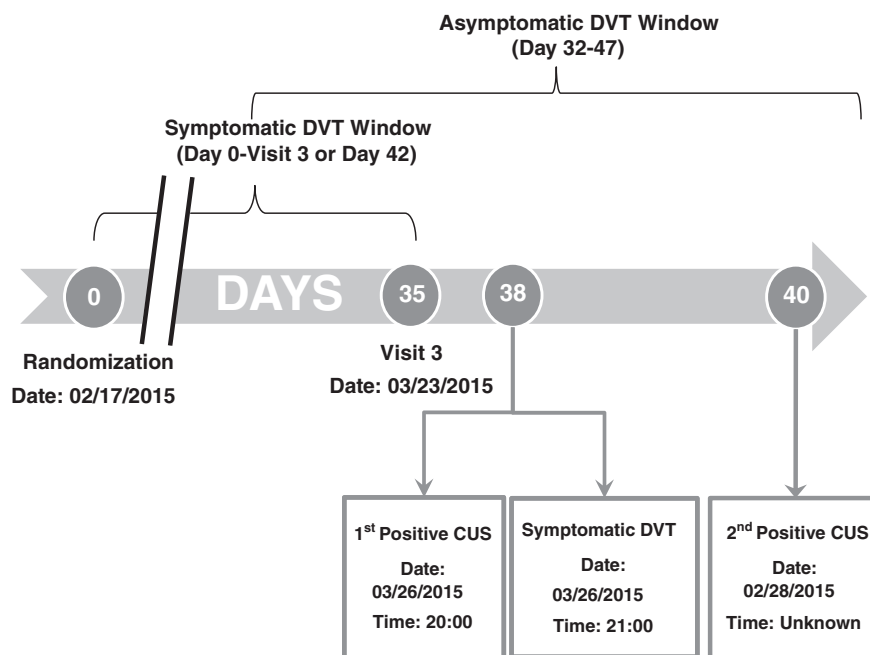 Asymptomatic DVT Window
(Day 32-47)
Symptomatic DVT Window
(Day 0-Visit 3 or Day 42)
0
DAYS
35
38
40
Randomization
Date: 02/17/2015
Visit 3
Date: 03/23/2015
1st Positive CUS
Date:
03/26/2015
Time: 20:00
Symptomatic DVT
Date:
03/26/2015
Time: 21:00
2nd Positive CUS
Date:
02/28/2015
Time: Unknown